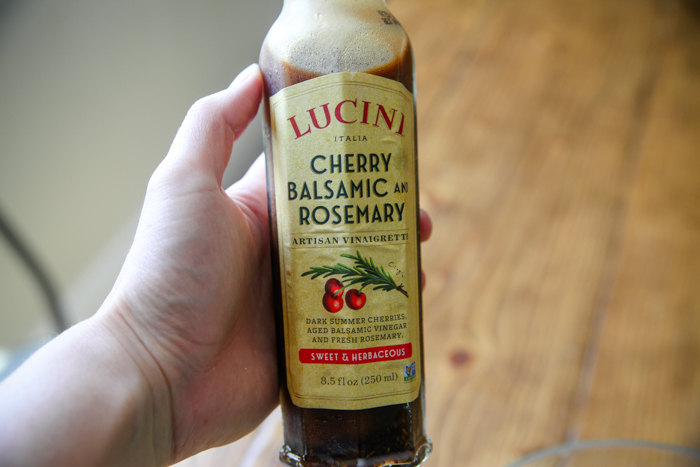 LUCINI
ITALIA
CHERRY
BALSAMIC AND
ROSEMARY
ARTISAN VINAIGRETTE
DARK SUMMER CHERRIES,
AGED BALSAMIC VINEGAR
AND FRESH ROSEMARY.
SWEET & HERBACEOUS
8.5 fl oz (250 ml)